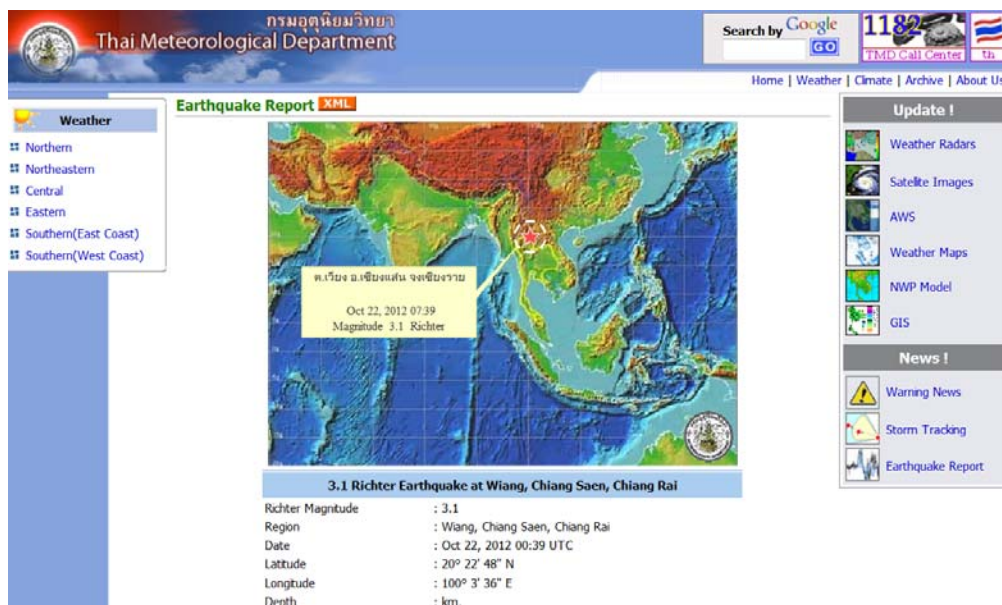 กรมอุตุนิยมวิทยา
Thai Meteorological Department
Search by Google
GO
1182
TMD Call Center
th
Home | Weather | Climate | Archive | About Us
Weather
Northern
Northeastern
Central
Eastern
Southern(East Coast)
Southern(West Coast)
Earthquake Report XML
ต.เวียง อ.เชียงแสน จ.เชียงราย
Oct 22, 2012 07:39
Magnitude 3.1 Richter
3.1 Richter Earthquake at Wiang, Chiang Saen, Chiang Rai
Richter Magnitude : 3.1
Region : Wiang, Chiang Saen, Chiang Rai
Date : Oct 22, 2012 00:39 UTC
Latitude : 20° 22' 48" N
Longitude : 100° 3' 36" E
Depth : km.
Update !
Weather Radars
Satelite Images
AWS
Weather Maps
NWP Model
GIS
News !
Warning News
Storm Tracking
Earthquake Report